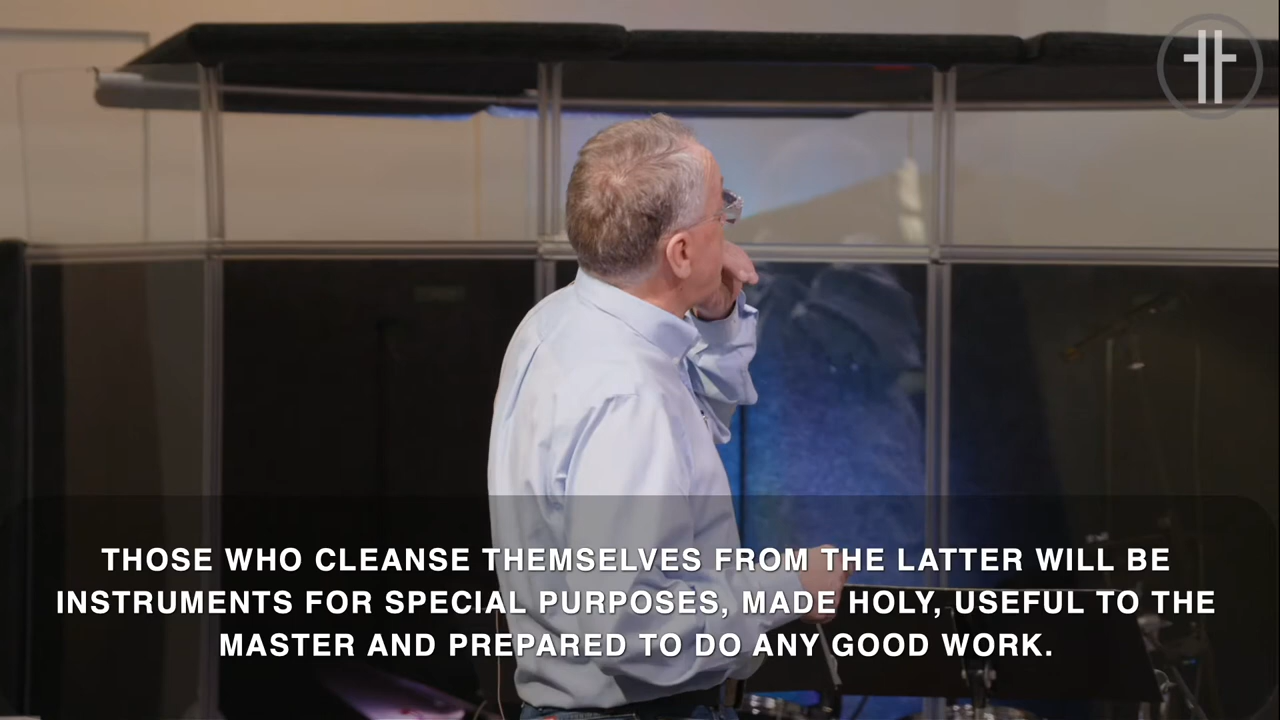 THOSE WHO CLEANSE THEMSELVES FROM THE LATTER WILL BE
INSTRUMENTS FOR SPECIAL PURPOSES, MADE HOLY, USEFUL TO THE
MASTER AND PREPARED TO DO ANY GOOD WORK.